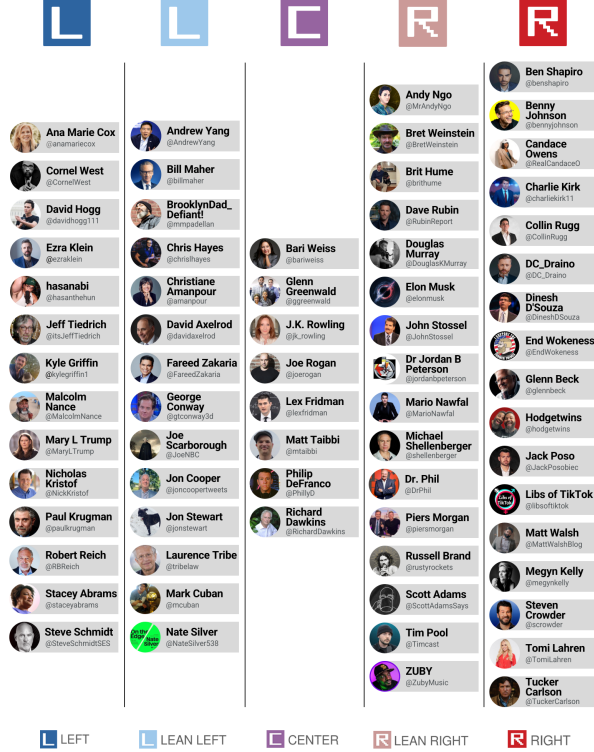 L
L
C
R
R
Ana Marie Cox
@anamariecox
Cornel West
@CornelWest
David Hogg
@davidhogg111
Ezra Klein
@ezraklein
hasanabi
@hasanthehun
Jeff Tiedrich
@itsJeffTiedrich
Kyle Griffin
@kylegriffin1
Malcolm
Nance
@MalcolmNance
Mary L Trump
@MaryLTrump
Nicholas
Kristof
@NickKristof
Paul Krugman
@paulkrugman
Robert Reich
@RBReich
Stacey Abrams
@staceyabrams
Steve Schmidt
@SteveSchmidtSES
Andrew Yang
@AndrewYang
Bill Maher
@billmaher
BrooklynDad_
Defiant!
@mmpadellan
Chris Hayes
@chrislhayes
Christiane
Amanpour
@amanpour
David Axelrod
@davidaxelrod
Fareed Zakaria
@FareedZakaria
George
Conway
@gtconway3d
Joe
Scarborough
@JoeNBC
Jon Cooper
@joncoopertweets
Jon Stewart
@jonstewart
Laurence Tribe
@tribelaw
Mark Cuban
@mcuban
On the
Edge
Nate
Silver
Nate Silver
@NateSilver538
Bari Weiss
@bariweiss
Glenn
Greenwald
@ggreenwald
J.K. Rowling
@jk_rowling
Joe Rogan
@joerogan
Lex Fridman
@lexfridman
Matt Taibbi
@mtaibbi
Philip
DeFranco
@PhillyD
Richard
Dawkins
@RichardDawkins
Andy Ngo
@MrAndyNgo
Bret Weinstein
@BretWeinstein
Brit Hume
@brithume
Dave Rubin
@RubinReport
Douglas
Murray
@DouglasKMurray
Elon Musk
@elonmusk
John Stossel
@JohnStossel
Dr Jordan B
Peterson
@jordanbpeterson
Mario Nawfal
@MarioNawfal
Michael
Shellenberger
@shellenberger
Dr. Phil
@DrPhil
Piers Morgan
@piersmorgan
Russell Brand
@rustyrockets
Scott Adams
@ScottAdamsSays
Tim Pool
@Timcast
ZUBY
@ZubyMusic
Ben Shapiro
@benshapiro
Benny
Johnson
@bennyjohnson
Candace
Owens
@RealCandaceO
Charlie Kirk
@charliekirk11
Collin Rugg
@CollinRugg
DC_Draino
@DC_Draino
Dinesh
D'Souza
@DineshDSouza
End Wokeness
@EndWokeness
Glenn Beck
@glennbeck
Hodgetwins
@hodgetwins
Jack Poso
@JackPosobiec
Libs of
TikTok
Libs of TikTok
@libsoftiktok
Matt Walsh
@MattWalshBlog
Megyn Kelly
@megynkelly
Steven
Crowder
@scrowder
Tomi Lahren
@TomiLahren
Tucker
Carlson
@TuckerCarlson
L LEFT
L LEAN LEFT
C CENTER
R LEAN RIGHT
R RIGHT